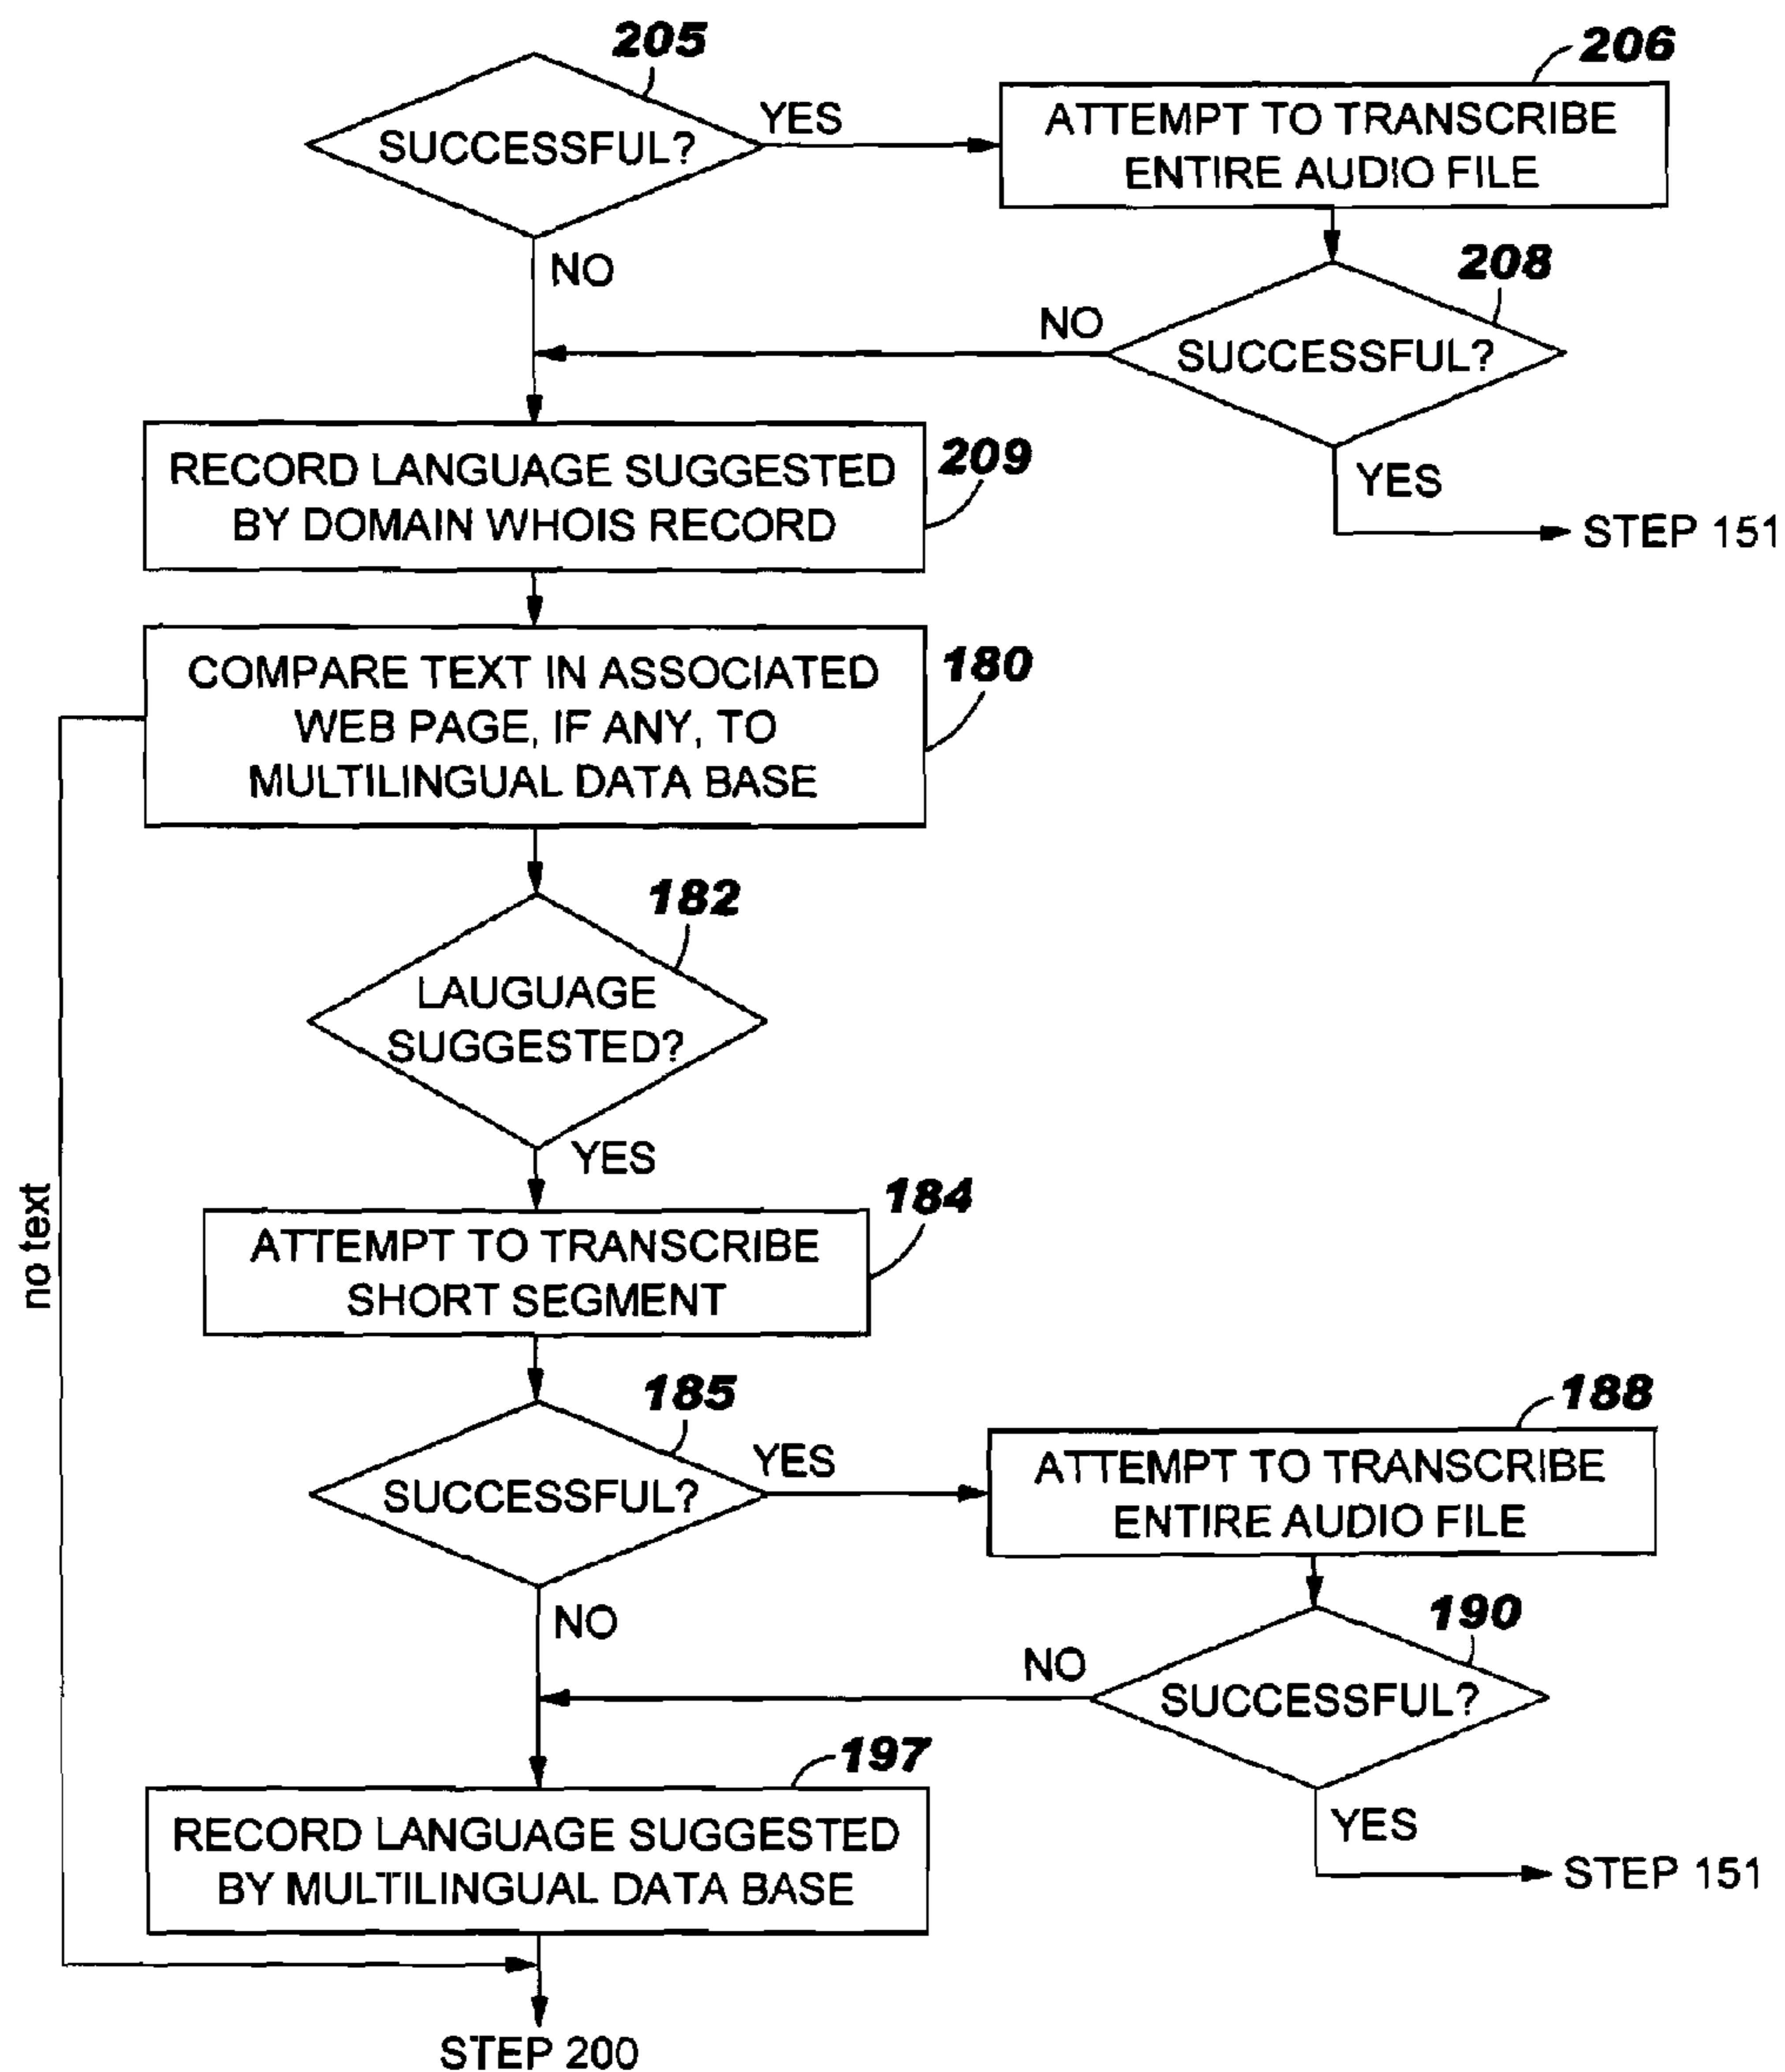 205
SUCCESSFUL?
YES
206
ATTEMPT TO TRANSCRIBE
ENTIRE AUDIO FILE
NO
208
NO
SUCCESSFUL?
YES
STEP 151
RECORD LANGUAGE SUGGESTED
BY DOMAIN WHOIS RECORD
209
COMPARE TEXT IN ASSOCIATED
WEB PAGE, IF ANY, TO
MULTILINGUAL DATA BASE
180
182
LAUGUAGE
SUGGESTED?
YES
no text
184
ATTEMPT TO TRANSCRIBE
SHORT SEGMENT
185
SUCCESSFUL?
YES
188
ATTEMPT TO TRANSCRIBE
ENTIRE AUDIO FILE
NO
190
NO
SUCCESSFUL?
YES
STEP 151
197
RECORD LANGUAGE SUGGESTED
BY MULTILINGUAL DATA BASE
STEP 200